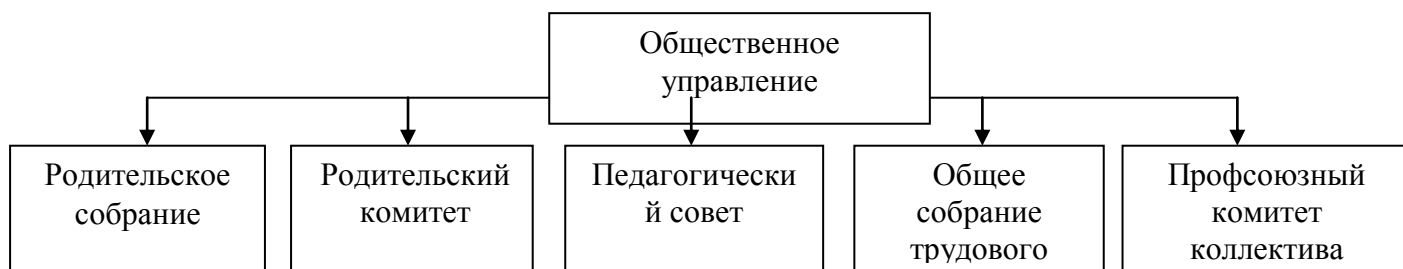 Общественное
управление
Родительское
собрание
Родительский
комитет
Педагогически
й совет
Общее
собрание
трудового
Профсоюзный
комитет
коллектива